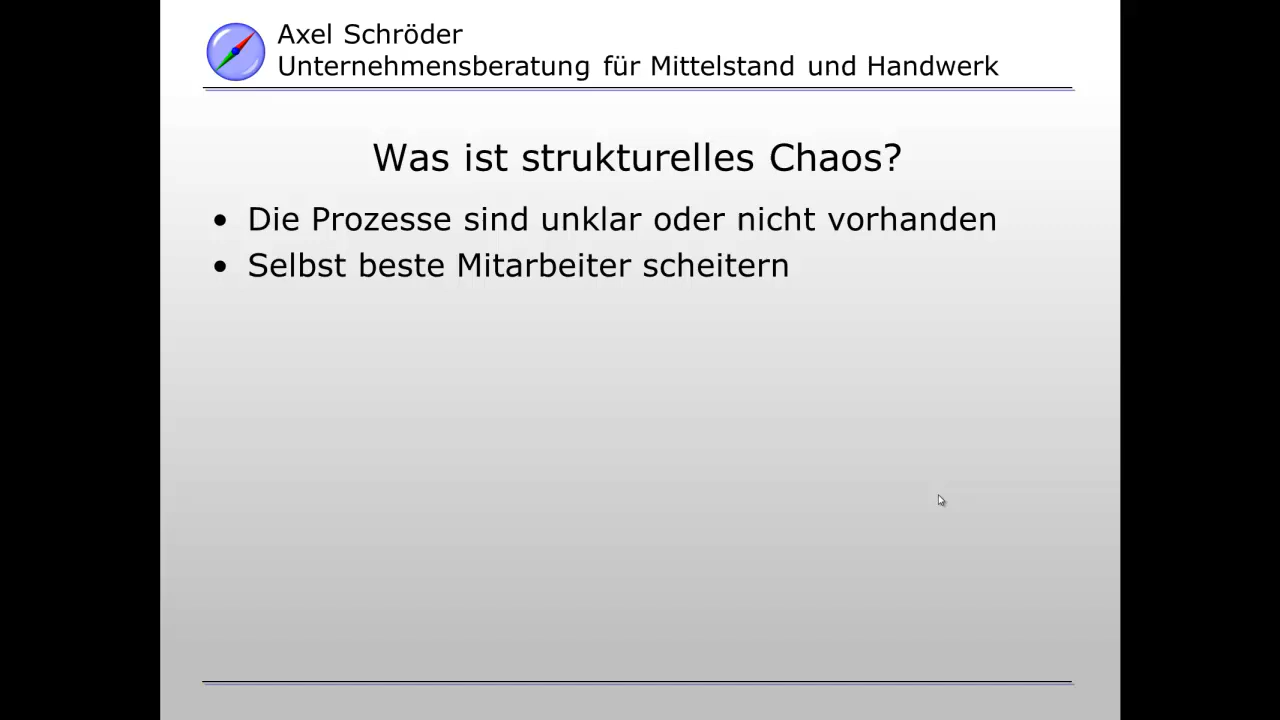 Axel Schröder
Unternehmensberatung für Mittelstand und Handwerk
Was ist strukturelles Chaos?
• Die Prozesse sind unklar oder nicht vorhanden
• Selbst beste Mitarbeiter scheitern